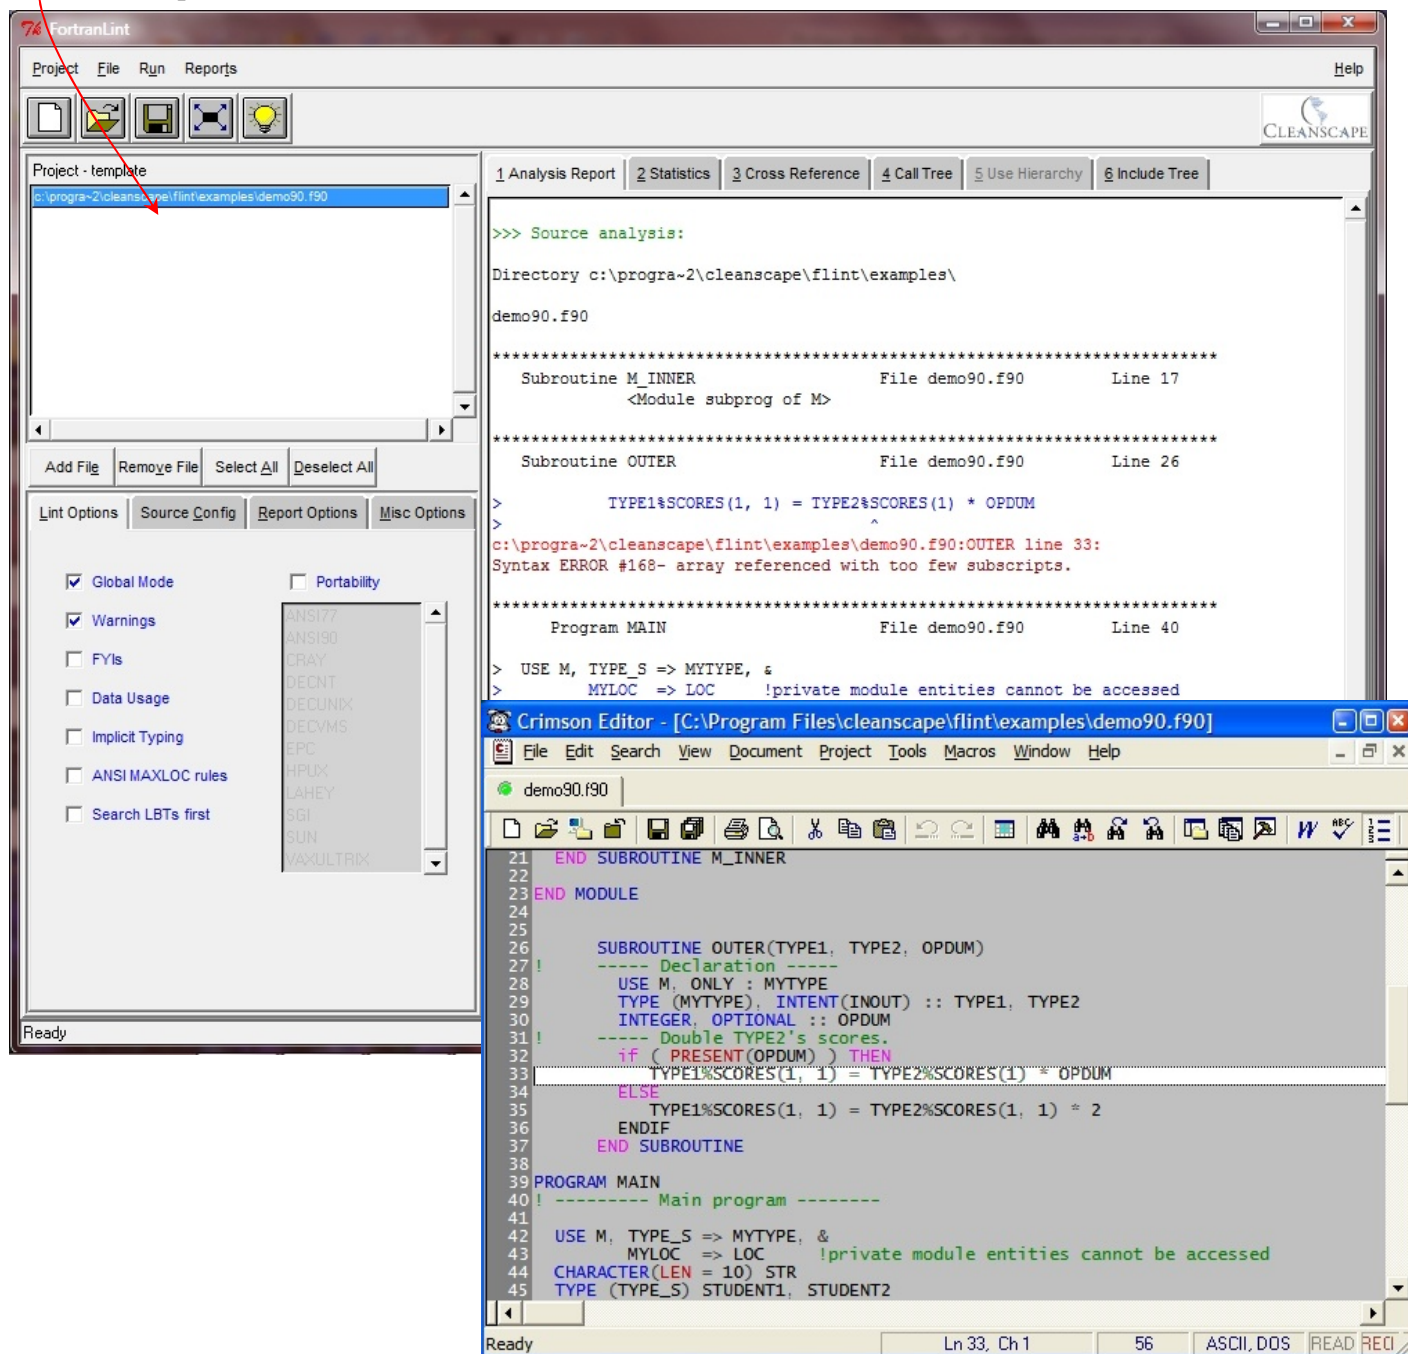 FortranLint
Project File Run Reports Help
CLEANSCAPE
Project - template
c:\progra~2\cleanscape\flint\examples\demo90.f90
Add File Remove File Select All Deselect All
Lint Options Source Config Report Options Misc Options
Global Mode
Warnings
FYIs
Data Usage
Implicit Typing
ANSI MAXLOC rules
Search LBTs first
Portability
ANSI77
ANSI90
CRAY
DECNT
DECUNIX
DECVMS
EPC
HPUX
LAHEY
SGI
SUN
VAXULTRIX
Ready
1 Analysis Report 2 Statistics 3 Cross Reference 4 Call Tree 5 Use Hierarchy 6 Include Tree
>>> Source analysis:
Directory c:\progra~2\cleanscape\flint\examples\
demo90.f90
***************************************************************************
Subroutine M_INNER File demo90.f90 Line 17
<Module subprog of M>
***************************************************************************
Subroutine OUTER File demo90.f90 Line 26
> TYPE1%SCORES(1, 1) = TYPE2%SCORES(1) * OPDUM
> ^
c:\progra~2\cleanscape\flint\examples\demo90.f90:OUTER line 33:
Syntax ERROR #168- array referenced with too few subscripts.
***************************************************************************
Program MAIN File demo90.f90 Line 40
> USE M, TYPE_S => MYTYPE, &
> MYLOC => LOC !private module entities cannot be accessed
Crimson Editor - [C:\Program Files\cleanscape\flint\examples\demo90.f90]
File Edit Search View Document Project Tools Macros Window Help
demo90.f90
21 END SUBROUTINE M_INNER
22
23 END MODULE
24
25
26 SUBROUTINE OUTER(TYPE1, TYPE2, OPDUM)
27 ! ----- Declaration -----
28 USE M, ONLY : MYTYPE
29 TYPE (MYTYPE), INTENT(INOUT) :: TYPE1, TYPE2
30 INTEGER, OPTIONAL :: OPDUM
31 ! ----- Double TYPE2's scores.
32 if ( PRESENT(OPDUM) ) THEN
33 TYPE1%SCORES(1, 1) = TYPE2%SCORES(1) * OPDUM
34 ELSE
35 TYPE1%SCORES(1, 1) = TYPE2%SCORES(1, 1) * 2
36 ENDIF
37 END SUBROUTINE
38
39 PROGRAM MAIN
40 ! --------- Main program --------
41
42 USE M, TYPE_S => MYTYPE, &
43 MYLOC => LOC !private module entities cannot be accessed
44 CHARACTER(LEN = 10) STR
45 TYPE (TYPE_S) STUDENT1, STUDENT2
Ready Ln 33, Ch 1 56 ASCII, DOS READ REC